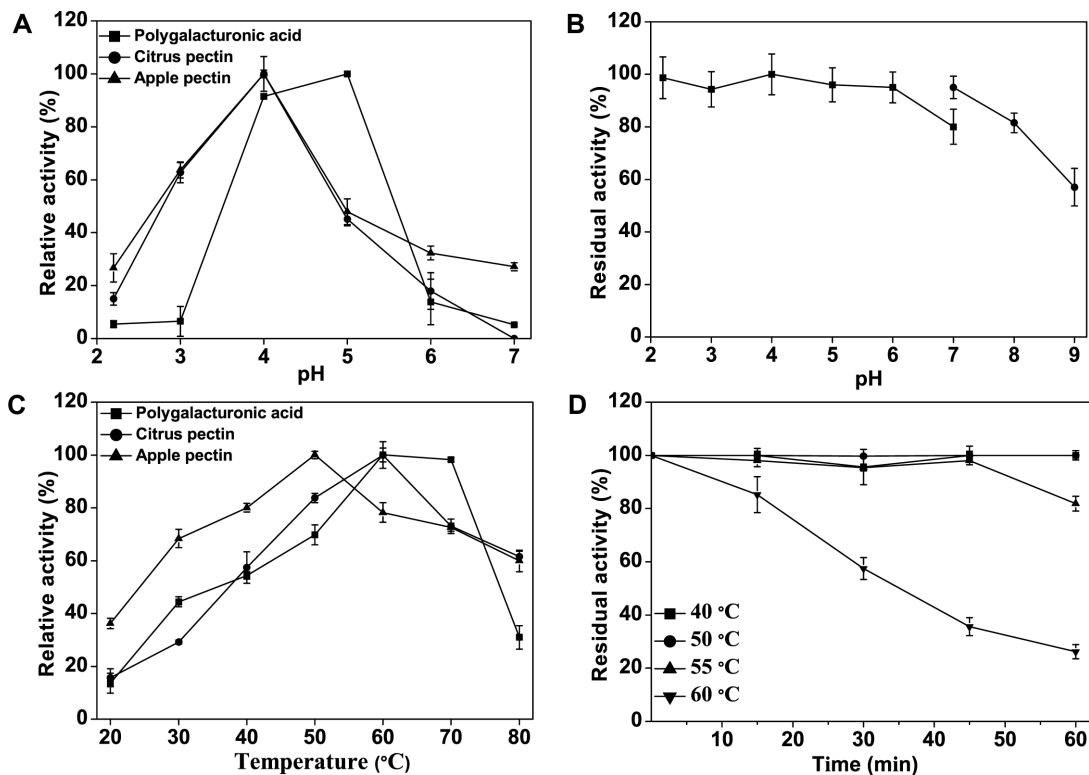 A
120
100
80
60
40
20
0
Relative activity (%)
Polygalacturonic acid
Citrus pectin
Apple pectin
2 3 4 5 6 7
pH
B
120
100
80
60
40
20
0
Residual activity (%)
2 3 4 5 6 7 8 9
pH
C
120
100
80
60
40
20
0
Relative activity (%)
Polygalacturonic acid
Citrus pectin
Apple pectin
20 30 40 50 60 70 80
Temperature (°C)
D
120
100
80
60
40
20
0
Residual activity (%)
40 °C
50 °C
55 °C
60 °C
10 20 30 40 50 60
Time (min)